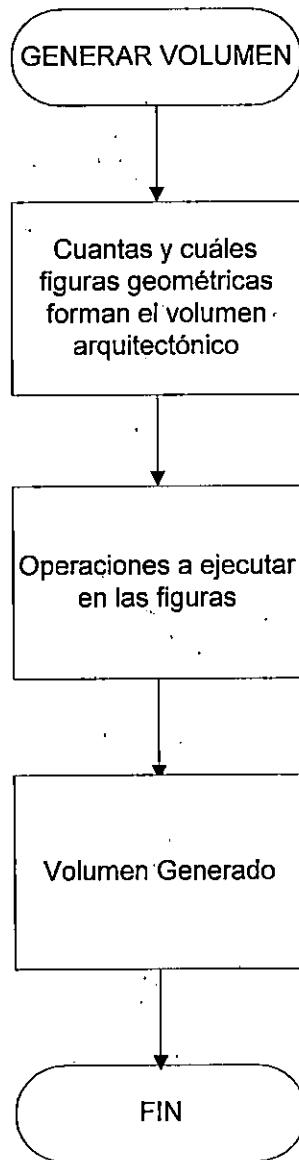 GENERAR VOLUMEN
Cuantas y cuáles
figuras geométricas
forman el volumen
arquitectónico
Operaciones a ejecutar
en las figuras
Volumen Generado
FIN